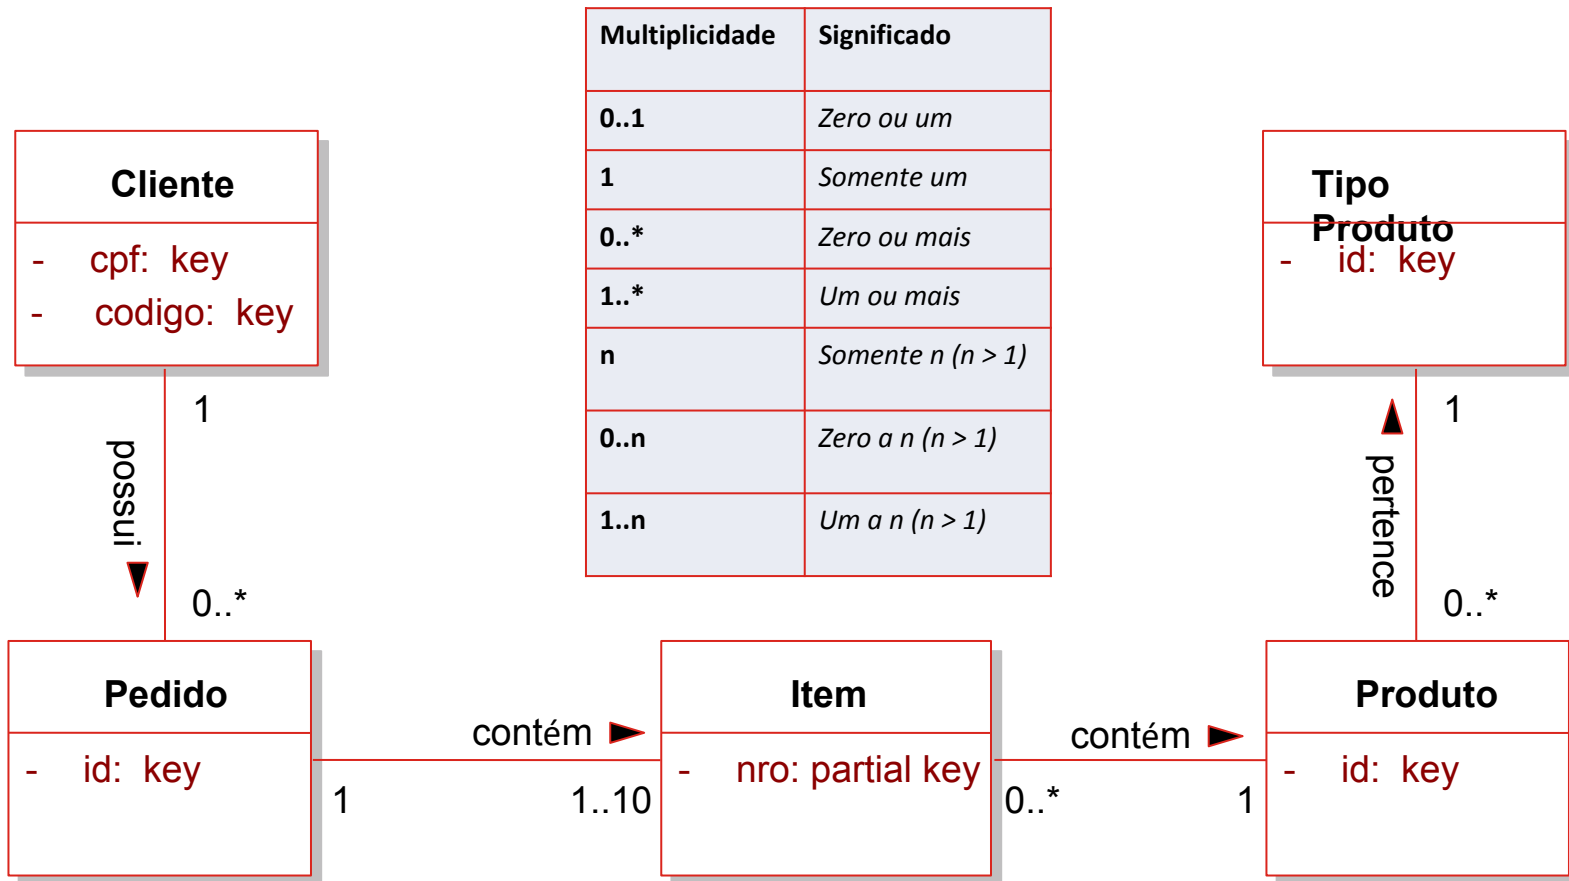 Multiplicidade Significado
0..1 Zero ou um
1 Somente um
0..* Zero ou mais
1..* Um ou mais
n Somente n (n > 1)
0..n Zero a n (n > 1)
1..n Um a n (n > 1)
Cliente
- cpf: key
- codigo: key
1
possui
0..*
Tipo
Produto
- id: key
1
pertence
0..*
Pedido
- id: key
contém
1 1..10
Item
- nro: partial key
contém
0..* 1
Produto
- id: key